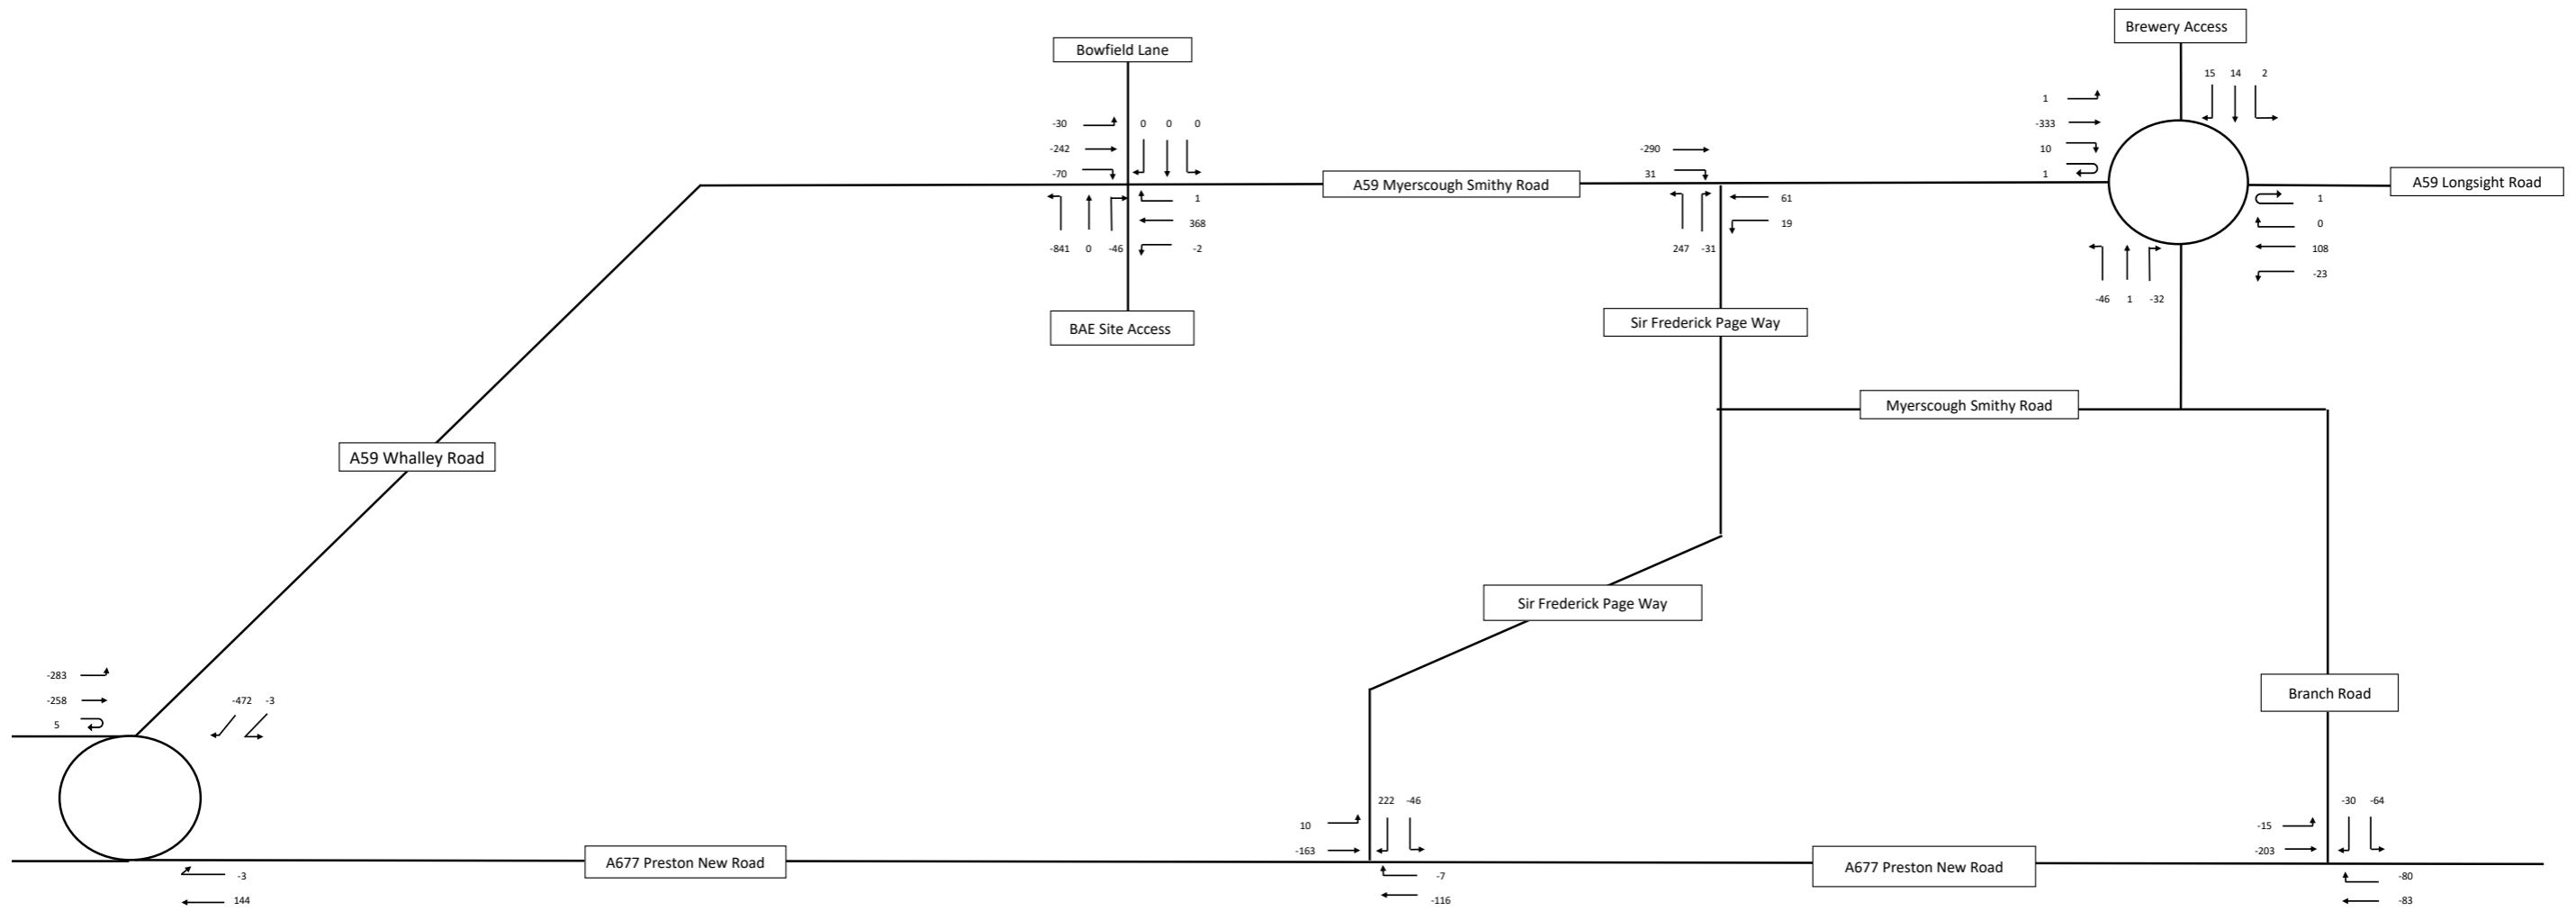 Brewery Access
Bowfield Lane
15 14 2
1
-333
10
1
-30
-242
-70
0 0 0
-290
31
A59 Myerscough Smithy Road
A59 Longsight Road
1
368
-2
-841 0 -46
61
19
247 -31
1
0
108
-23
-46 1 -32
BAE Site Access
Sir Frederick Page Way
Myerscough Smithy Road
A59 Whalley Road
Sir Frederick Page Way
Branch Road
-283
-258
5
-472 -3
222 -46
10
-163
-30 -64
-15
-203
A677 Preston New Road
A677 Preston New Road
-3
144
-7
-116
-80
-83